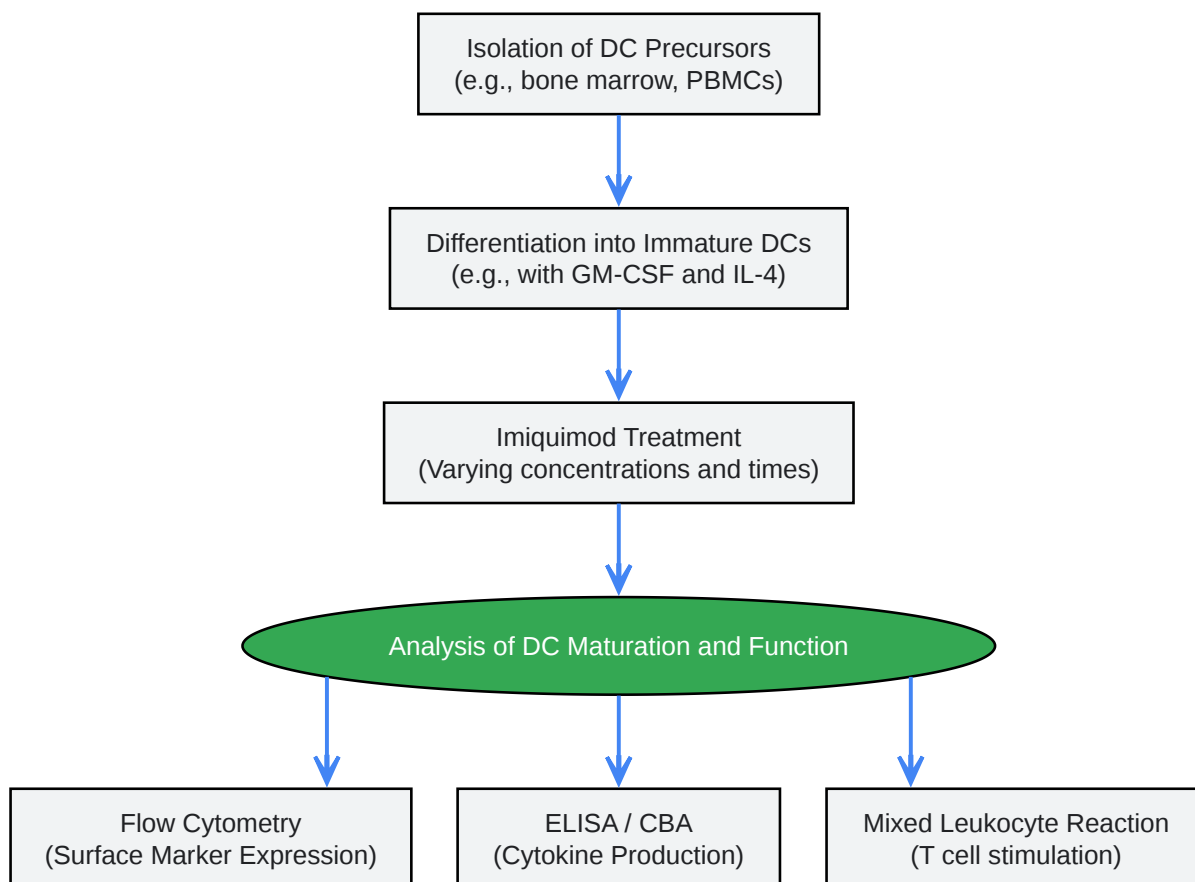 Isolation of DC Precursors
(e.g., bone marrow, PBMCs)
Differentiation into Immature DCs
(e.g., with GM-CSF and IL-4)
Imiquimod Treatment
(Varying concentrations and times)
Analysis of DC Maturation and Function
Flow Cytometry
(Surface Marker Expression)
ELISA / CBA
(Cytokine Production)
Mixed Leukocyte Reaction
(T cell stimulation)